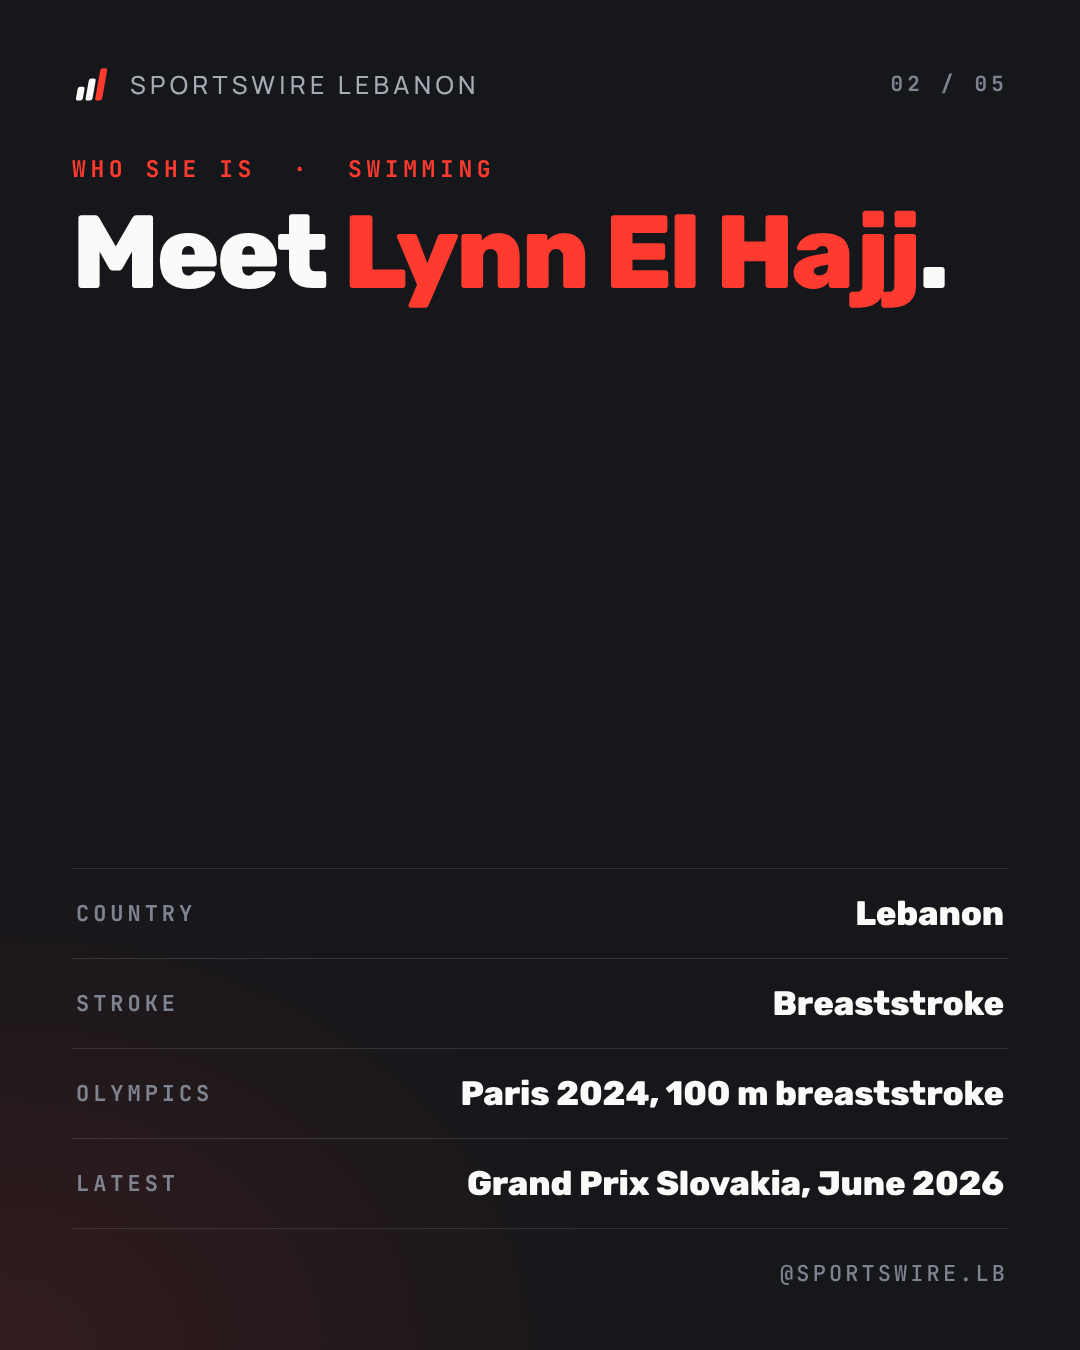 SPORTSWIRE LEBANON
02 / 05
WHO SHE IS · SWIMMING
Meet Lynn El Hajj.
COUNTRY Lebanon
STROKE Breaststroke
OLYMPICS Paris 2024, 100 m breaststroke
LATEST Grand Prix Slovakia, June 2026
@SPORTSWIRE.LB